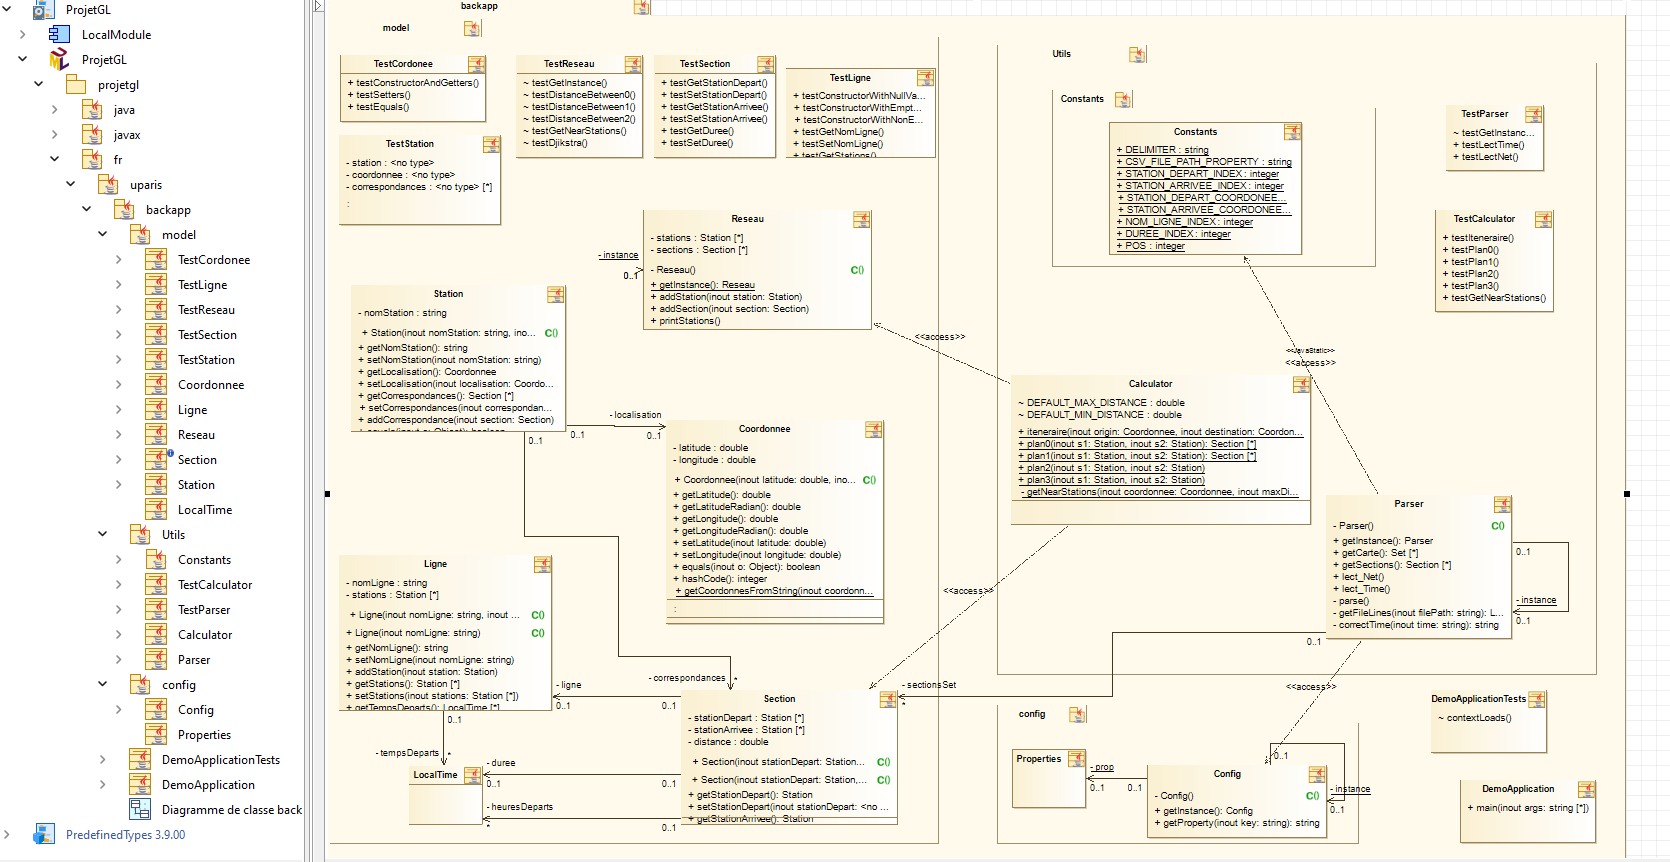 ProjetGL
LocalModule
ProjetGL
projetgl
java
javax
fr
uparis
backapp
model
TestCordonee
TestLigne
TestReseau
TestSection
TestStation
Coordonnee
Ligne
Reseau
Section
Station
LocalTime
Utils
Constants
TestCalculator
TestParser
Calculator
Parser
config
Config
Properties
DemoApplicationTests
DemoApplication
Diagramme de classe back
PredefinedTypes 3.9.00
backapp
model
TestCordonee
+ testConstructorAndGetters()
+ testSetters()
+ testEquals()
TestReseau
~ testGetInstance()
~ testDistanceBetween0()
~ testDistanceBetween1()
~ testDistanceBetween2()
~ testGetNearStations()
~ testDjikstra()
TestSection
+ testGetStationDepart()
+ testSetStationDepart()
+ testGetStationArrivee()
+ testSetStationArrivee()
+ testGetDuree()
+ testSetDuree()
TestLigne
+ testConstructorWithNullVa...
+ testConstructorWithEmpt...
+ testConstructorWithNonE...
+ testGetNomLigne()
+ testSetNomLigne()
+ testGetStations()
TestStation
- station : <no type>
- coordonee : <no type>
- correspondances : <no type> [*]
:
Reseau
- stations : Station [*]
- sections : Section [*]
- Reseau()
C()
+ getInstance(): Reseau
+ addStation(inout station: Station)
+ addSection(inout section: Section)
+ printStations()
- instance
0..1
Station
- nomStation : string
+ Station(inout nomStation: string, ino...
C()
+ getNomStation(): string
+ setNomStation(inout nomStation: string)
+ getLocalisation(): Coordonnee
+ setLocalisation(inout localisation: Coordo...
+ getCorrespondances(): Section [*]
+ setCorrespondances(inout correspondan...
+ addCorrespondance(inout section: Section)
+ equals(inout o: Object): boolean
0..1
0..1
- localisation
0..1
Coordonnee
- latitude : double
- longitude : double
+ Coordonnee(inout latitude: double, ino...
C()
+ getLatitude(): double
+ getLatitudeRadian(): double
+ getLongitude(): double
+ getLongitudeRadian(): double
+ setLatitude(inout latitude: double)
+ setLongitude(inout longitude: double)
+ equals(inout o: Object): boolean
+ hashCode(): integer
+ getCoordonnesFromString(inout coordonn...
:
Ligne
- nomLigne : string
- stations : Station [*]
+ Ligne(inout nomLigne: string, inout ...
C()
+ Ligne(inout nomLigne: string)
C()
+ getNomLigne(): string
+ setNomLigne(inout nomLigne: string)
+ addStation(inout station: Station)
+ getStations(): Station [*]
+ setStations(inout stations: Station [*])
+ getTempsDeparts(): LocalTime [*]
0..1
- tempsDeparts
*
LocalTime
- ligne
0..1
0..1
- correspondances
*
- duree
0..1
0..1
- heuresDeparts
*
0..1
Section
- stationDepart : Station [*]
- stationArrivee : Station [*]
- distance : double
+ Section(inout stationDepart: Station...
C()
+ Section(inout stationDepart: Station,...
C()
+ getStationDepart(): Station
+ setStationDepart(inout stationDepart: <no ...
+ getStationArrivee(): Station
- sectionsSet
*
0..1
Utils
Constants
Constants
+ DELIMITER : string
+ CSV_FILE_PATH_PROPERTY : string
+ STATION_DEPART_INDEX : integer
+ STATION_ARRIVEE_INDEX : integer
+ STATION_DEPART_COORDONEE...
+ STATION_ARRIVEE_COORDONEE...
+ NOM_LIGNE_INDEX : integer
+ DUREE_INDEX : integer
+ POS : integer
TestParser
~ testGetInstanc...
+ testLectTime()
+ testLectNet()
TestCalculator
+ testIteneraire()
+ testPlan0()
+ testPlan1()
+ testPlan2()
+ testPlan3()
+ testGetNearStations()
<<access>>
<<JavaStatic>>
<<access>>
Calculator
~ DEFAULT_MAX_DISTANCE : double
~ DEFAULT_MIN_DISTANCE : double
+ iteneraire(inout origin: Coordonnee, inout destination: Coordon...
+ plan0(inout s1: Station, inout s2: Station): Section [*]
+ plan1(inout s1: Station, inout s2: Station): Section [*]
+ plan2(inout s1: Station, inout s2: Station)
+ plan3(inout s1: Station, inout s2: Station)
- getNearStations(inout coordonnee: Coordonnee, inout maxDi...
<<access>>
Parser
- Parser()
C()
+ getInstance(): Parser
+ getCarte(): Set [*]
+ getSections(): Section [*]
+ lect_Net()
+ lect_Time()
- parse()
- getFileLines(inout filePath: string): L...
- correctTime(inout time: string): string
0..1
- instance
0..1
<<access>>
config
Properties
- prop
0..1
0..1
Config
- Config()
C()
+ getInstance(): Config
+ getProperty(inout key: string): string
0..1
- instance
0..1
DemoApplicationTests
~ contextLoads()
DemoApplication
+ main(inout args: string [*])